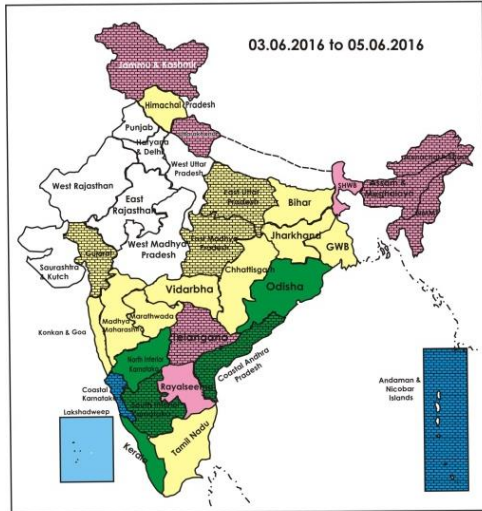 03.06.2016 to 05.06.2016
Jammu & Kashmir
Himachal Pradesh
Punjab
Haryana
& Delhi
West Uttar
Pradesh
West Rajasthan
East
Rajasthan
East Uttar
Pradesh
Bihar
SHWB
Assam &
Meghalaya
West Madhya
Pradesh
East Madhya
Pradesh
Jharkhand
GWB
Gujarat
Saurashtra
& Kutch
Chhattisgarh
Vidarbha
Odisha
Konkan & Goa
Madhya
Maharashtra
Marathwada
Telangana
North Interior
Karnataka
Coastal Andhra
Pradesh
Rayalseem
Coastal
Karnataka
Andaman &
Nicobar
Islands
Lakshadweep
Kerala
Tamil Nadu